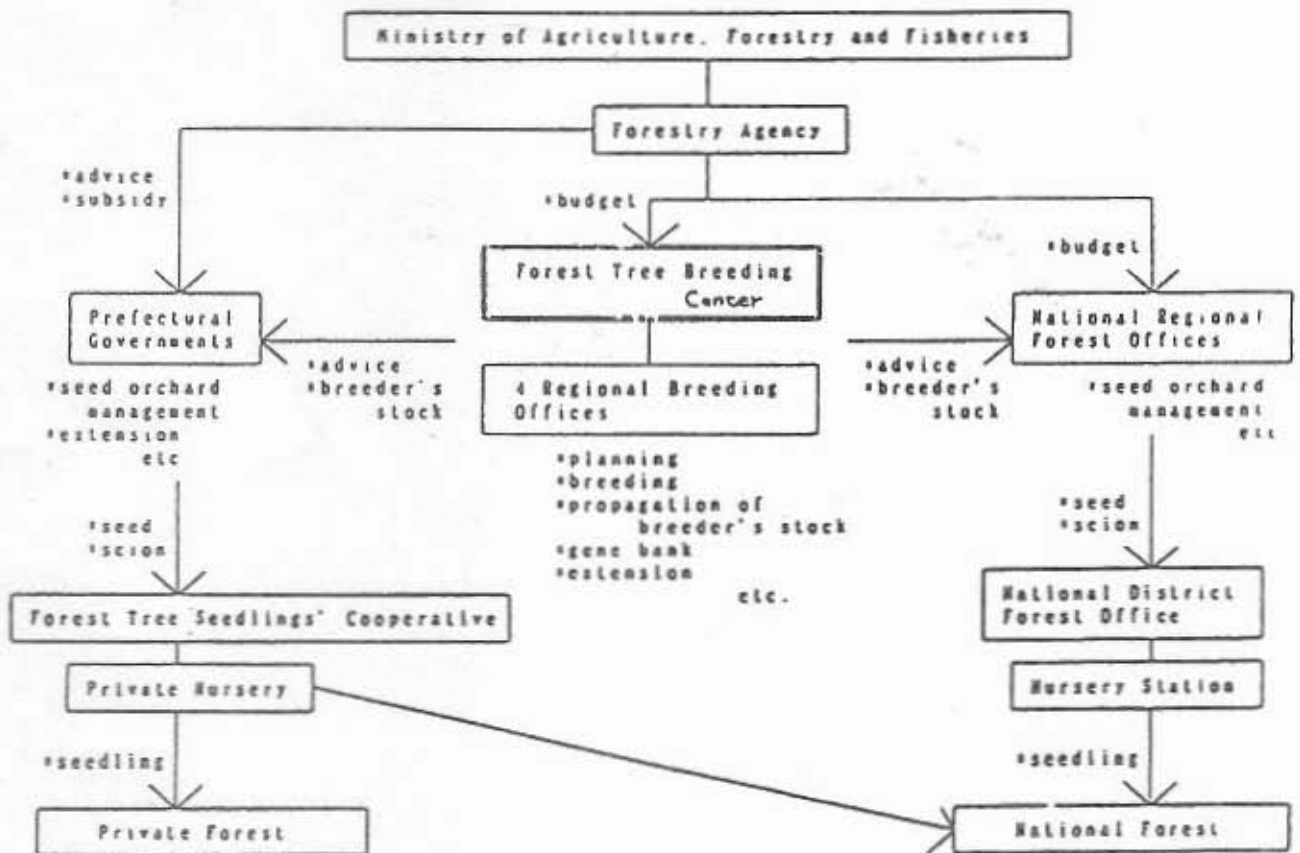 Ministry of Agriculture, Forestry and Fisheries
Forestry Agency
*advice
*subsidy
*budget
*budget
Forest Tree Breeding
Center
Prefectural
Governments
National Regional
Forest Offices
*advice
*breeder's
stock
4 Regional Breeding
Offices
*advice
*breeder's
stock
*seed orchard
management
*extension
etc
*seed orchard
management
etc
*planning
*breeding
*propagation of
breeder's stock
*gene bank
*extension
etc.
*seed
*scion
*seed
*scion
Forest Tree Seedlings' Cooperative
National District
Forest Office
Private Nursery
Nursery Station
*seedling
*seedling
Private Forest
National Forest